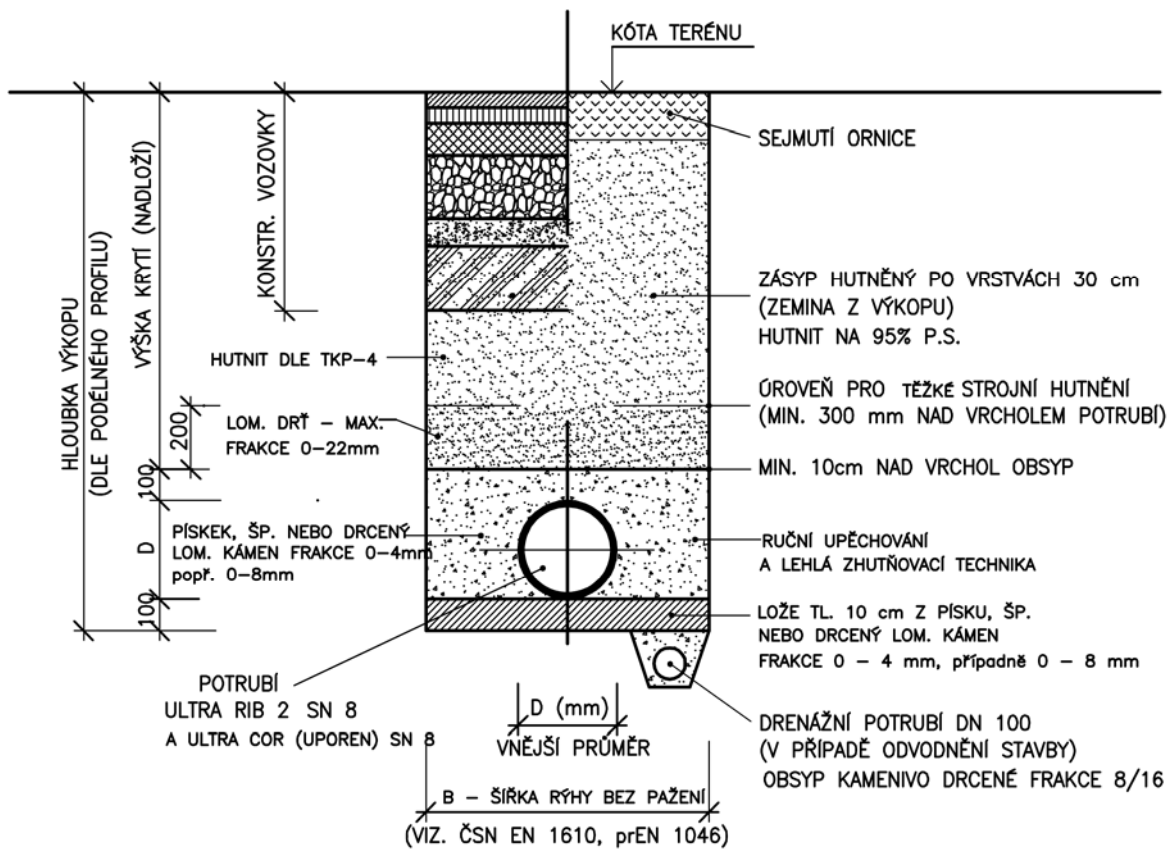 KÓTA TERÉNU
SEJMUTÍ ORNICE
HLOUBKA VÝKOPU
(DLE PODÉLNÉHO PROFILU)
VÝŠKA KRYTÍ (NADLOŽÍ)
KONSTR. VOZOVKY
ZÁSYP HUTNĚNÝ PO VRSTVÁCH 30 cm
(ZEMINA Z VÝKOPU)
HUTNIT NA 95% P.S.
HUTNIT DLE TKP-4
ÚROVEŇ PRO TĚŽKÉ STROJNÍ HUTNĚNÍ
(MIN. 300 mm NAD VRCHOLEM POTRUBÍ)
200
LOM. DRŤ - MAX.
FRAKCE 0-22mm
MIN. 10cm NAD VRCHOL OBSYP
100
D
100
PÍSKEK, ŠP. NEBO DRCENÝ
LOM. KÁMEN FRAKCE 0-4mm
popř. 0-8mm
RUČNÍ UPĚCHOVÁNÍ
A LEHLÁ ZHUTŇOVACÍ TECHNIKA
LOŽE TL. 10 cm Z PÍSKU, ŠP.
NEBO DRCENÝ LOM. KÁMEN
FRAKCE 0 - 4 mm, případně 0 - 8 mm
POTRUBÍ
ULTRA RIB 2 SN 8
A ULTRA COR (UPOREN) SN 8
D (mm)
VNĚJŠÍ PRŮMĚR
DRENÁŽNÍ POTRUBÍ DN 100
(V PŘÍPADĚ ODVODNĚNÍ STAVBY)
OBSYP KAMENIVO DRCENÉ FRAKCE 8/16
B - ŠÍŘKA RÝHY BEZ PAŽENÍ
(VIZ. ČSN EN 1610, prEN 1046)